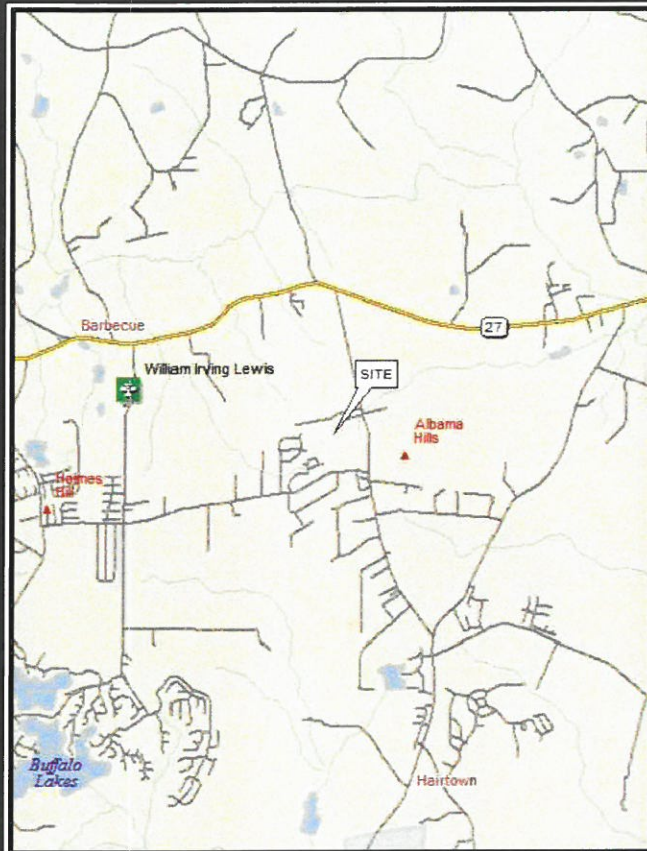 Barbecue
27
William Irving Lewis
SITE
Albama
Hills
Holmes
Hill
Buffalo
Lakes
Hairtown